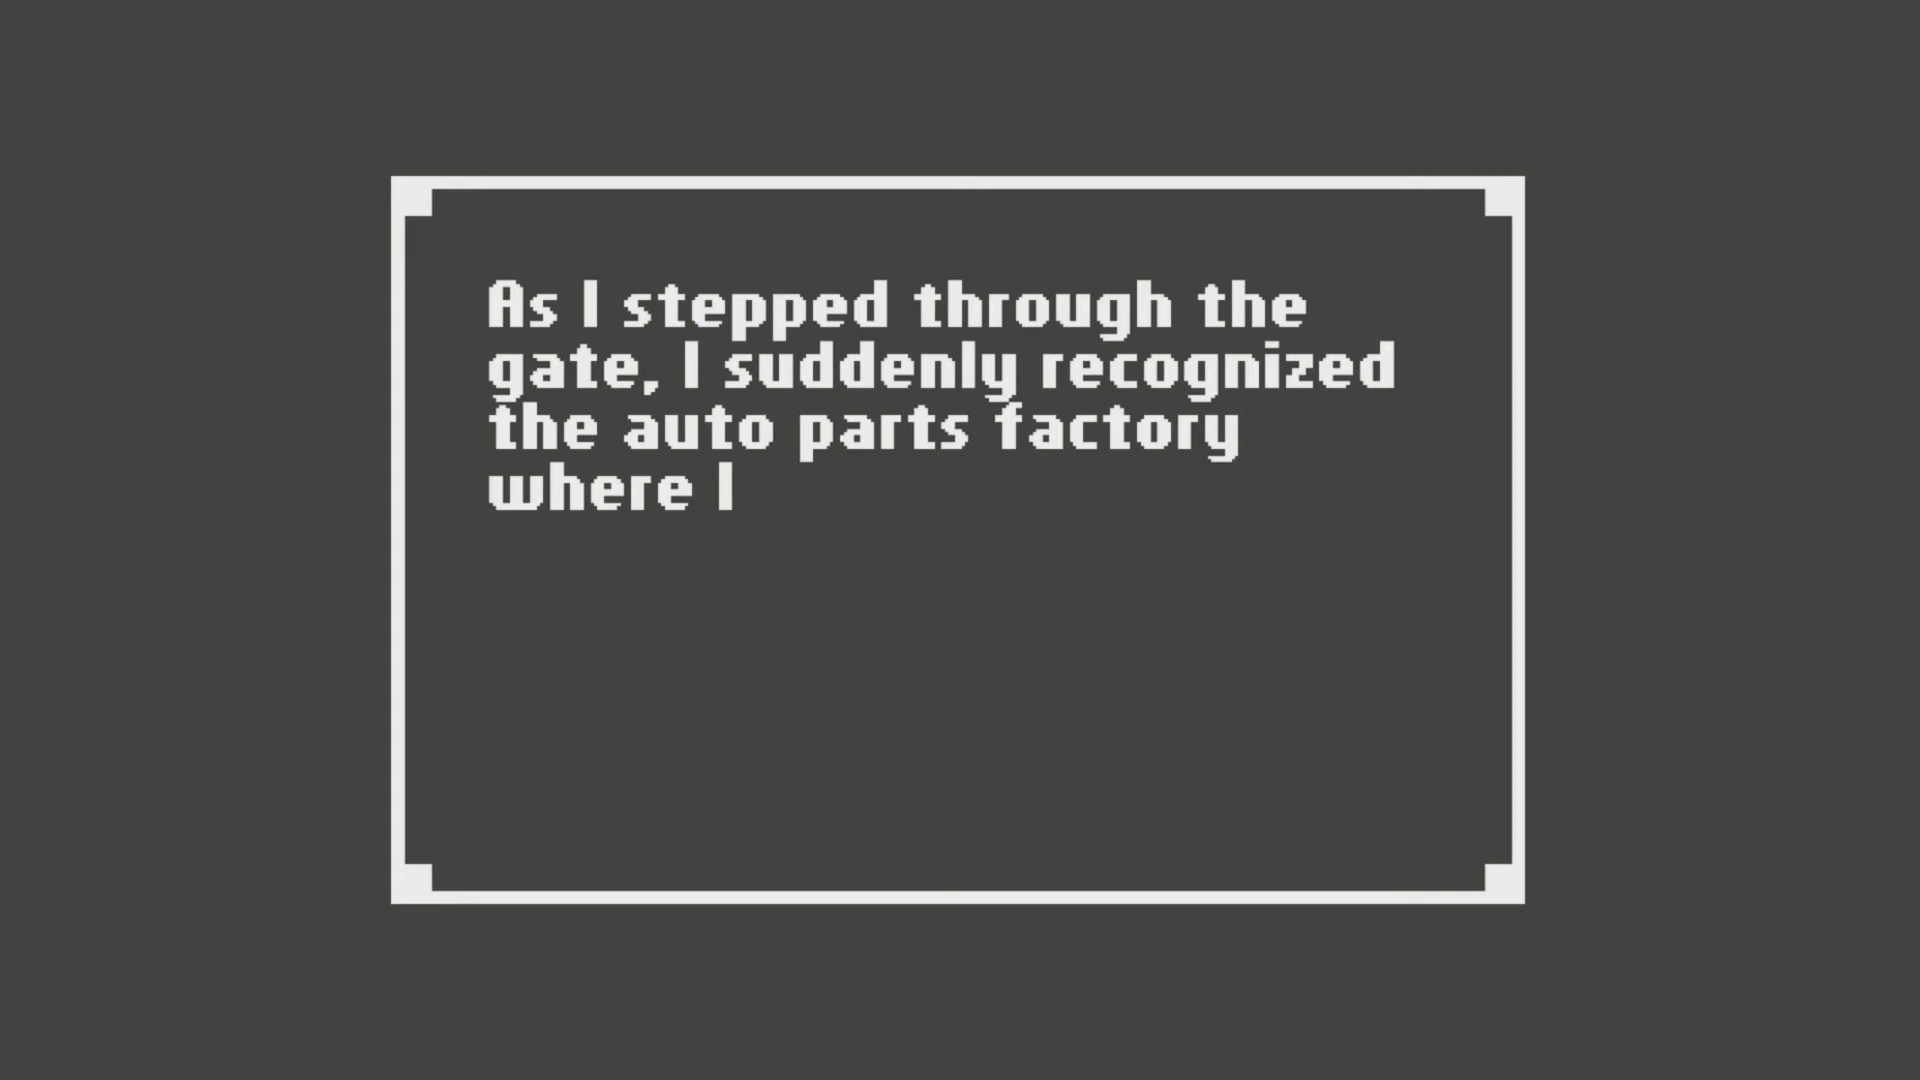 As I stepped through the
gate, I suddenly recognized
the auto parts factory
where I